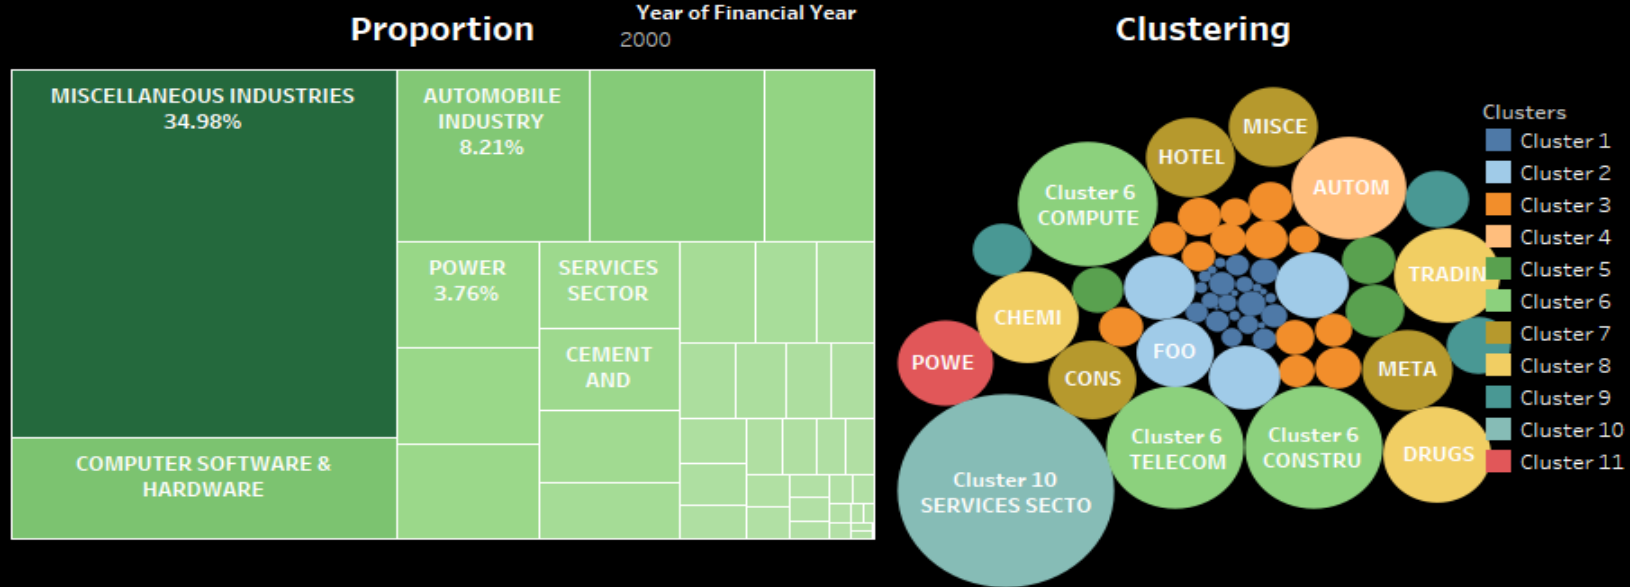 Proportion
Year of Financial Year
2000
MISCELLANEOUS INDUSTRIES
34.98%
AUTOMOBILE
INDUSTRY
8.21%
POWER
3.76%
SERVICES
SECTOR
CEMENT
AND
COMPUTER SOFTWARE &
HARDWARE
Clustering
MISCE
HOTEL
Cluster 6
COMPUTE
AUTOM
TRADIN
CHEMI
POWE
FOO
CONS
META
Cluster 6
TELECOM
Cluster 6
CONSTRU
DRUGS
Cluster 10
SERVICES SECTO
Clusters
Cluster 1
Cluster 2
Cluster 3
Cluster 4
Cluster 5
Cluster 6
Cluster 7
Cluster 8
Cluster 9
Cluster 10
Cluster 11